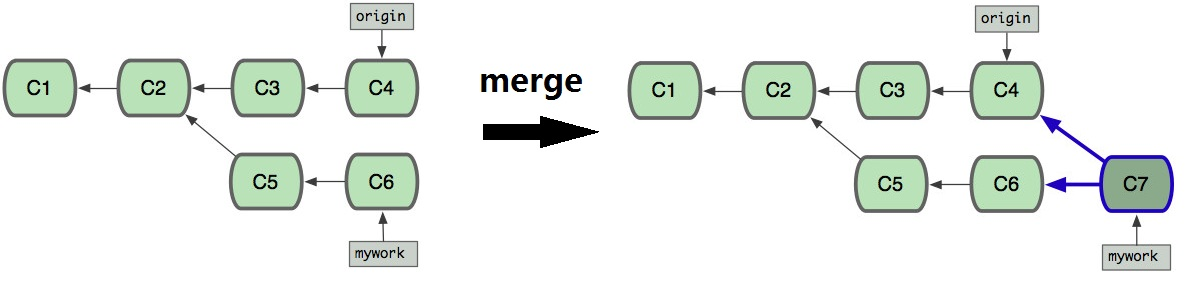 origin
C1 C2 C3 C4
C5 C6
mywork
merge
origin
C1 C2 C3 C4
C5 C6 C7
mywork